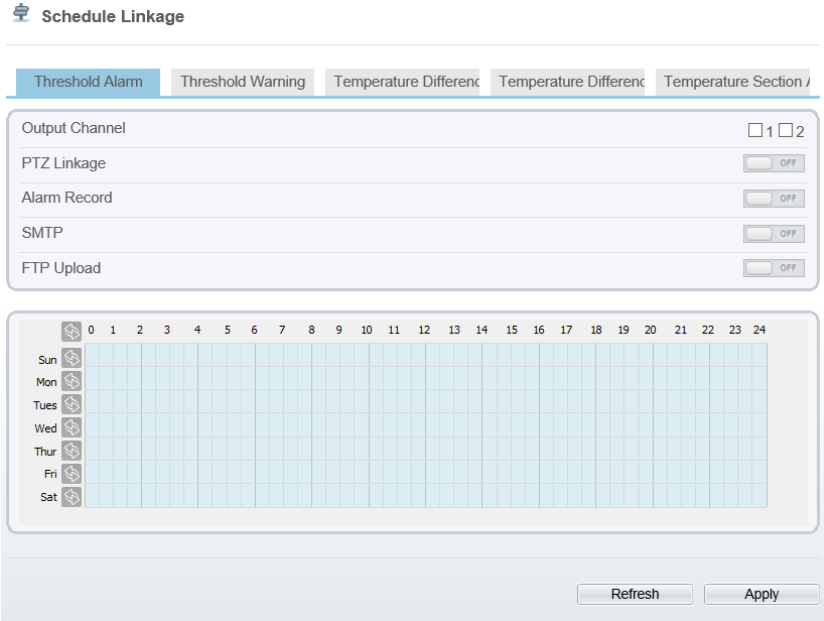 Schedule Linkage
Threshold Alarm Threshold Warning Temperature Differenc Temperature Differenc Temperature Section
Output Channel 1 2
PTZ Linkage OFF
Alarm Record OFF
SMTP OFF
FTP Upload OFF
0 1 2 3 4 5 6 7 8 9 10 11 12 13 14 15 16 17 18 19 20 21 22 23 24
Sun
Mon
Tues
Wed
Thur
Fri
Sat
Refresh Apply